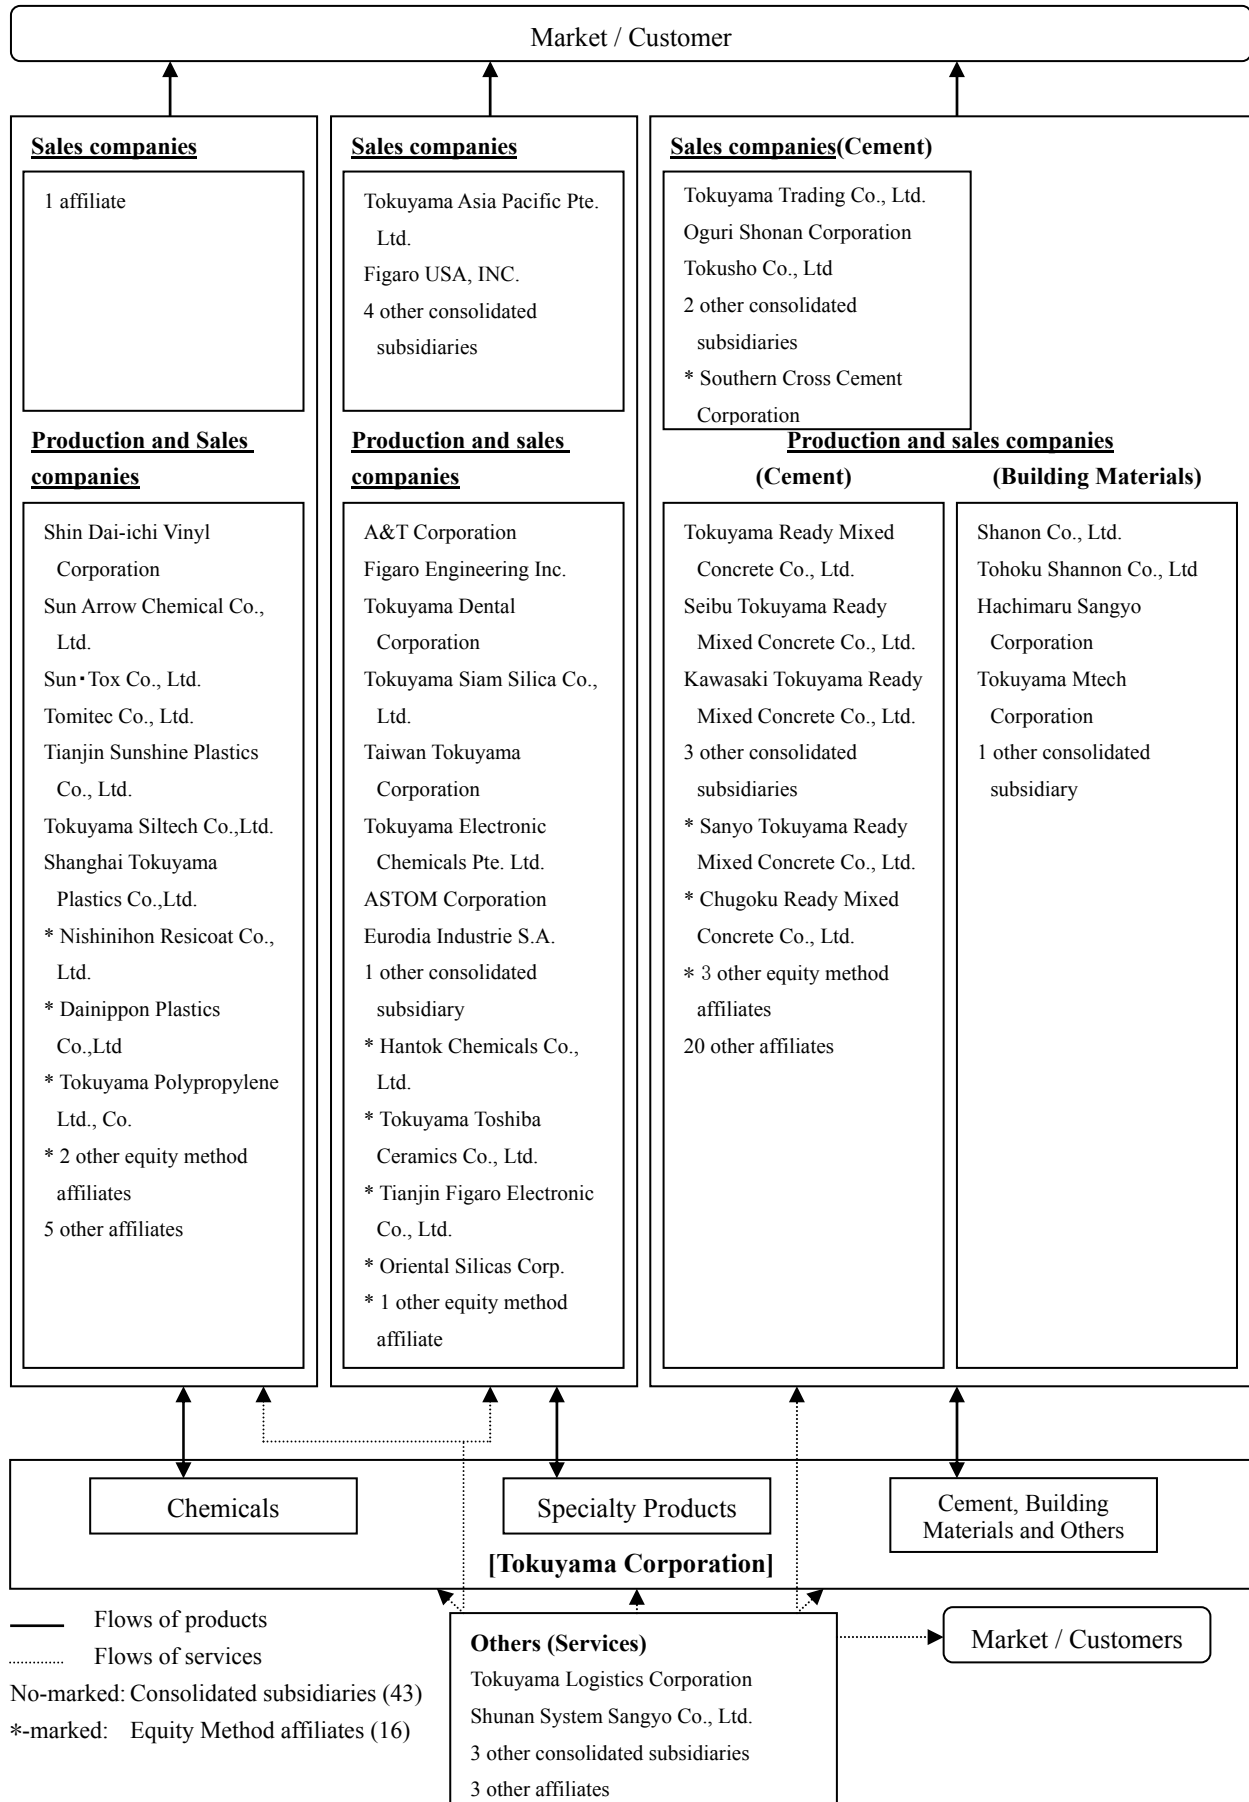 Market / Customer
Sales companies
1 affiliate
Production and Sales
companies
Shin Dai-ichi Vinyl
Corporation
Sun Arrow Chemical Co.,
Ltd.
Sun・Tox Co., Ltd.
Tomitec Co., Ltd.
Tianjin Sunshine Plastics
Co., Ltd.
Tokuyama Siltech Co.,Ltd.
Shanghai Tokuyama
Plastics Co.,Ltd.
* Nishinihon Resicoat Co.,
Ltd.
* Dainippon Plastics
Co.,Ltd
* Tokuyama Polypropylene
Ltd., Co.
* 2 other equity method
affiliates
5 other affiliates
Sales companies
Tokuyama Asia Pacific Pte.
Ltd.
Figaro USA, INC.
4 other consolidated
subsidiaries
Production and sales
companies
A&T Corporation
Figaro Engineering Inc.
Tokuyama Dental
Corporation
Tokuyama Siam Silica Co.,
Ltd.
Taiwan Tokuyama
Corporation
Tokuyama Electronic
Chemicals Pte. Ltd.
ASTOM Corporation
Eurodia Industrie S.A.
1 other consolidated
subsidiary
* Hantok Chemicals Co.,
Ltd.
* Tokuyama Toshiba
Ceramics Co., Ltd.
* Tianjin Figaro Electronic
Co., Ltd.
* Oriental Silicas Corp.
* 1 other equity method
affiliate
Sales companies(Cement)
Tokuyama Trading Co., Ltd.
Oguri Shonan Corporation
Tokusho Co., Ltd
2 other consolidated
subsidiaries
* Southern Cross Cement
Corporation
Production and sales companies
(Cement)
Tokuyama Ready Mixed
Concrete Co., Ltd.
Seibu Tokuyama Ready
Mixed Concrete Co., Ltd.
Kawasaki Tokuyama Ready
Mixed Concrete Co., Ltd.
3 other consolidated
subsidiaries
* Sanyo Tokuyama Ready
Mixed Concrete Co., Ltd.
* Chugoku Ready Mixed
Concrete Co., Ltd.
* 3 other equity method
affiliates
20 other affiliates
(Building Materials)
Shanon Co., Ltd.
Tohoku Shannon Co., Ltd
Hachimaru Sangyo
Corporation
Tokuyama Mtech
Corporation
1 other consolidated
subsidiary
Chemicals
Specialty Products
Cement, Building
Materials and Others
[Tokuyama Corporation]
Flows of products
Flows of services
No-marked: Consolidated subsidiaries (43)
*-marked: Equity Method affiliates (16)
Others (Services)
Tokuyama Logistics Corporation
Shunan System Sangyo Co., Ltd.
3 other consolidated subsidiaries
3 other affiliates
Market / Customers